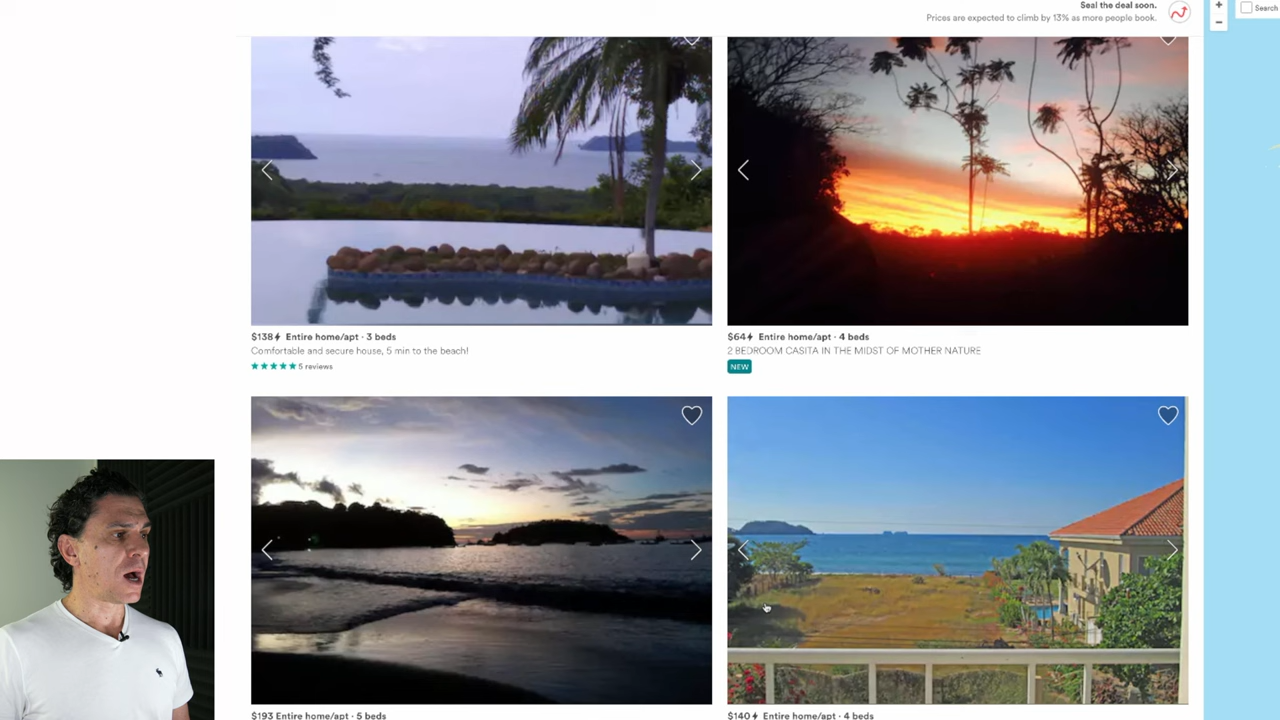 Seal the deal soon.
Prices are expected to climb by 13% as more people book.
+
−
Search
$138 Entire home/apt · 3 beds
Comfortable and secure house, 5 min to the beach!
5 reviews
$64 Entire home/apt · 4 beds
2 BEDROOM CASITA IN THE MIDST OF MOTHER NATURE
NEW
$193 Entire home/apt · 5 beds
$140 Entire home/apt · 4 beds